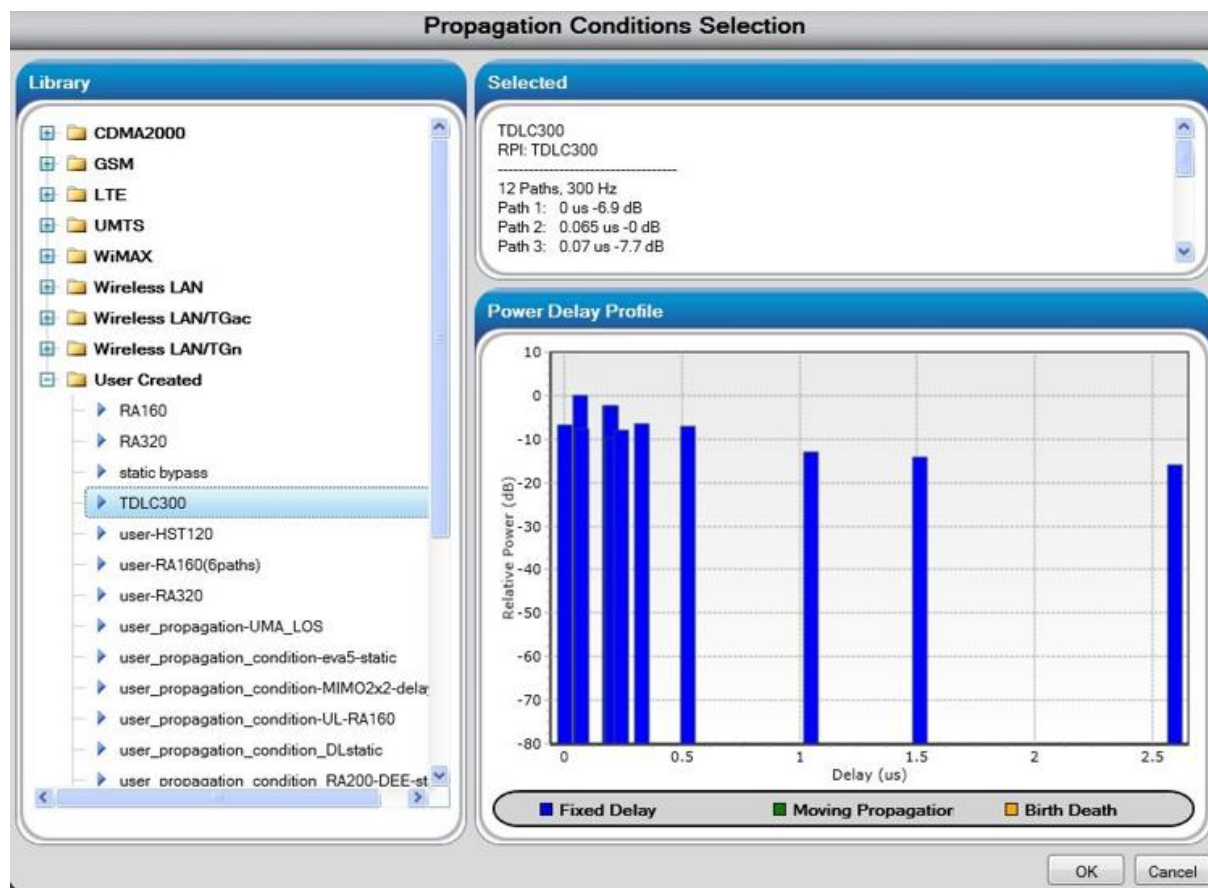 Propagation Conditions Selection
Library
CDMA2000
GSM
LTE
UMTS
WiMAX
Wireless LAN
Wireless LAN/TGac
Wireless LAN/TGn
User Created
RA160
RA320
static bypass
TDLC300
user-HST120
user-RA160(6paths)
user-RA320
user_propagation-UMA_LOS
user_propagation_condition-eva5-static
user_propagation_condition-MIMO2x2-dela
user_propagation_condition-UL-RA160
user_propagation_condition_DLstatic
user_propagation_condition_RA200-DEE-st
Selected
TDLC300
RPI: TDLC300
-----------------------------------
12 Paths, 300 Hz
Path 1: 0 us -6.9 dB
Path 2: 0.065 us -0 dB
Path 3: 0.07 us -7.7 dB
Power Delay Profile
Relative Power (dB)
10
0
-10
-20
-30
-40
-50
-60
-70
-80
0 0.5 1 1.5 2 2.5
Delay (us)
Fixed Delay Moving Propagation Birth Death
OK Cancel